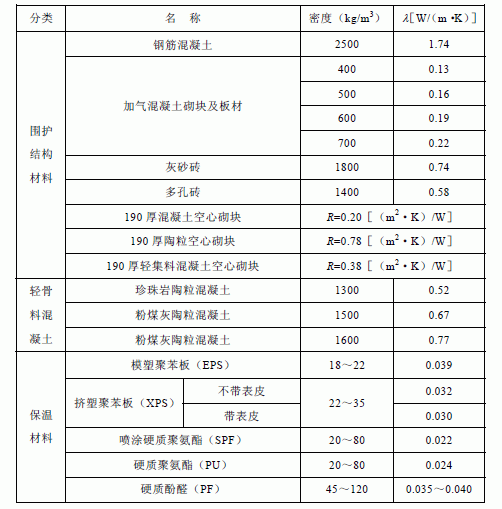 分类 名 称 密度（kg/m³） λ[W/(m·K)]
围护结构材料
钢筋混凝土 2500 1.74
加气混凝土砌块及板材
400 0.13
500 0.16
600 0.19
700 0.22
灰砂砖 1800 0.74
多孔砖 1400 0.58
190 厚混凝土空心砌块 R=0.20［（m²·K）/W］
190 厚陶粒空心砌块 R=0.78［（m²·K）/W］
190 厚轻集料混凝土空心砌块 R=0.38［（m²·K）/W］
轻骨料混凝土
珍珠岩陶粒混凝土 1300 0.52
粉煤灰陶粒混凝土 1500 0.67
粉煤灰陶粒混凝土 1600 0.77
保温材料
模塑聚苯板（EPS） 18～22 0.039
挤塑聚苯板（XPS） 22～35
不带表皮 0.032
带表皮 0.030
喷涂硬质聚氨酯（SPF） 20～80 0.022
硬质聚氨酯（PU） 20～80 0.024
硬质酚醛（PF） 45～120 0.035～0.040